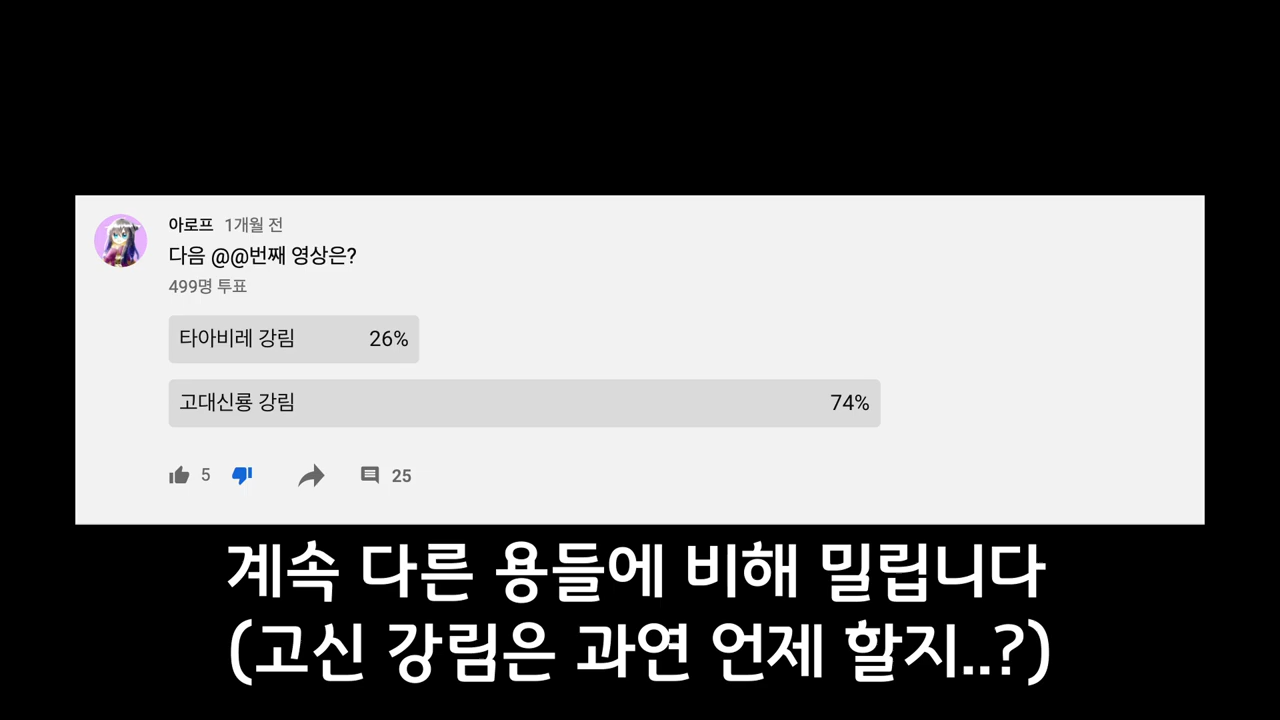 아로프 1개월 전
다음 @@번째 영상은?
499명 투표
타아비레 강림 26%
고대신룡 강림 74%
5 25
계속 다른 용들에 비해 밀립니다
(고신 강림은 과연 언제 할지..?)